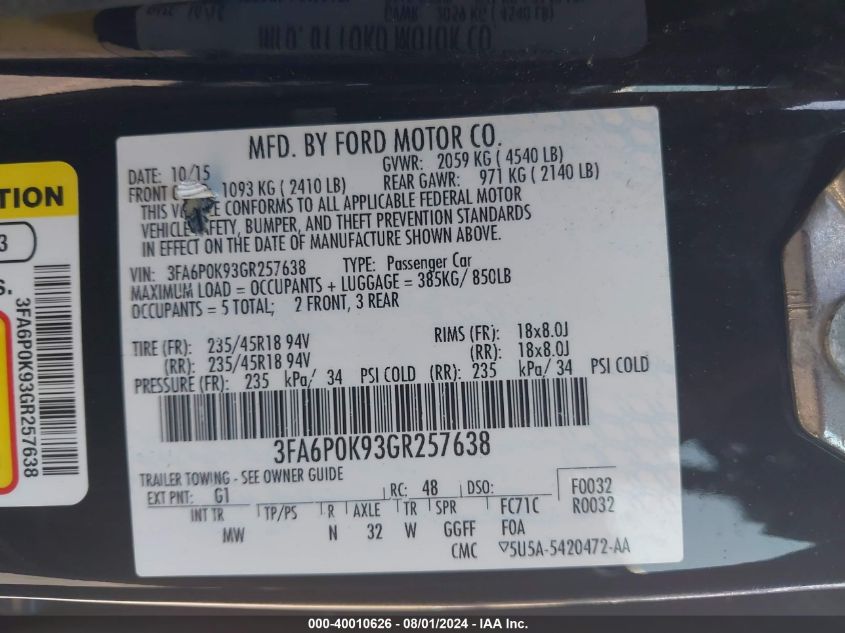 MFD. BY FORD MOTOR CO.
DATE: 10/15 GVWR: 2059 KG ( 4540 LB)
FRONT 1093 KG ( 2410 LB) REAR GAWR: 971 KG ( 2140 LB)
THIS CONFORMS TO ALL APPLICABLE FEDERAL MOTOR
VEHICLE BUMPER, AND THEFT PREVENTION STANDARDS
IN EFFECT ON THE DATE OF MANUFACTURE SHOWN ABOVE.
VIN: 3FA6P0K93GR257638 TYPE: Passenger Car
MAXIMUM LOAD = OCCUPANTS + LUGGAGE = 385KG/ 850LB
OCCUPANTS = 5 TOTAL; 2 FRONT, 3 REAR
TIRE (FR): 235/45R18 94V RIMS (FR): 18x8.0J
(RR): 235/45R18 94V (RR): 18x8.0J
PRESSURE (FR): 235 kPa/ 34 PSI COLD (RR): 235 kPa/ 34 PSI COLD
3FA6P0K93GR257638
TRAILER TOWING - SEE OWNER GUIDE
EXT PNT: G1 RC: 48 DSO: F0032
INT TR TP/PS R AXLE TR SPR FC71C R0032
MW N 32 W GGFF F0A
CMC ▽5U5A-5420472-AA
TION
3
S.
3FA6P0K93GR257638
000-40010626 - 08/01/2024 - IAA Inc.